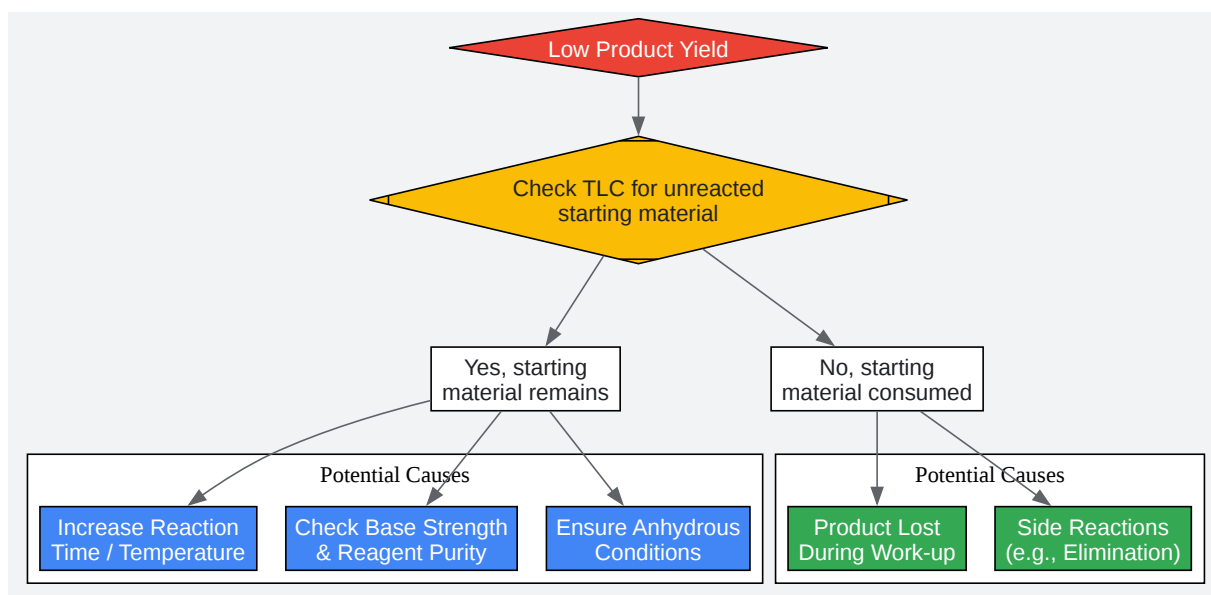 Low Product Yield
Check TLC for unreacted
starting material
Yes, starting
material remains
No, starting
material consumed
Potential Causes
Increase Reaction
Time / Temperature
Check Base Strength
& Reagent Purity
Ensure Anhydrous
Conditions
Potential Causes
Product Lost
During Work-up
Side Reactions
(e.g., Elimination)